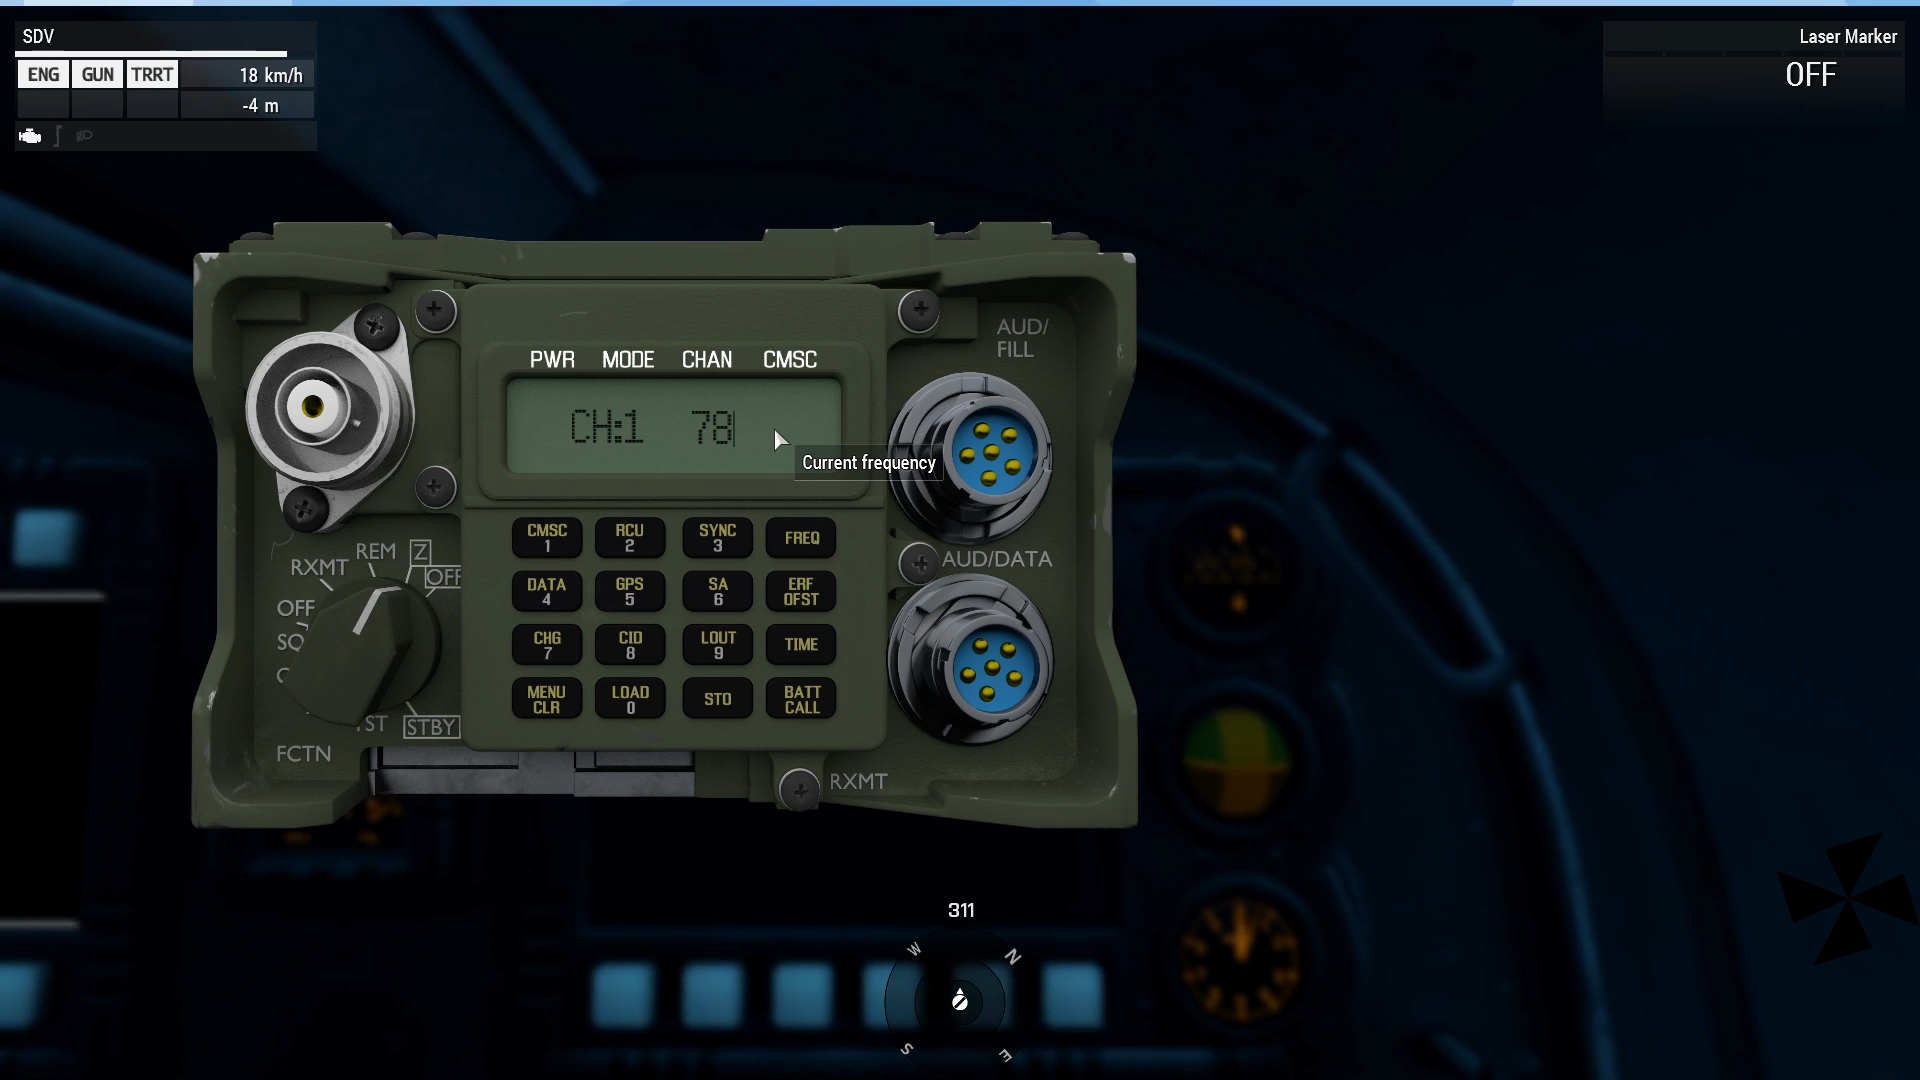 SDV
ENG GUN TRRT 18 km/h
-4 m
Laser Marker
OFF
AUD/
FILL
PWR MODE CHAN CMSC
CH:1 78
Current frequency
CMSC 1
RCU 2
SYNC 3
FREQ
DATA 4
GPS 5
SA 6
ERF OFST
CHG 7
CID 8
LOUT 9
TIME
MENU CLR
LOAD 0
STO
BATT CALL
REM Z
RXMT
OFF
OFF
STBY
FCTN
AUD/DATA
RXMT
311
W N
S E